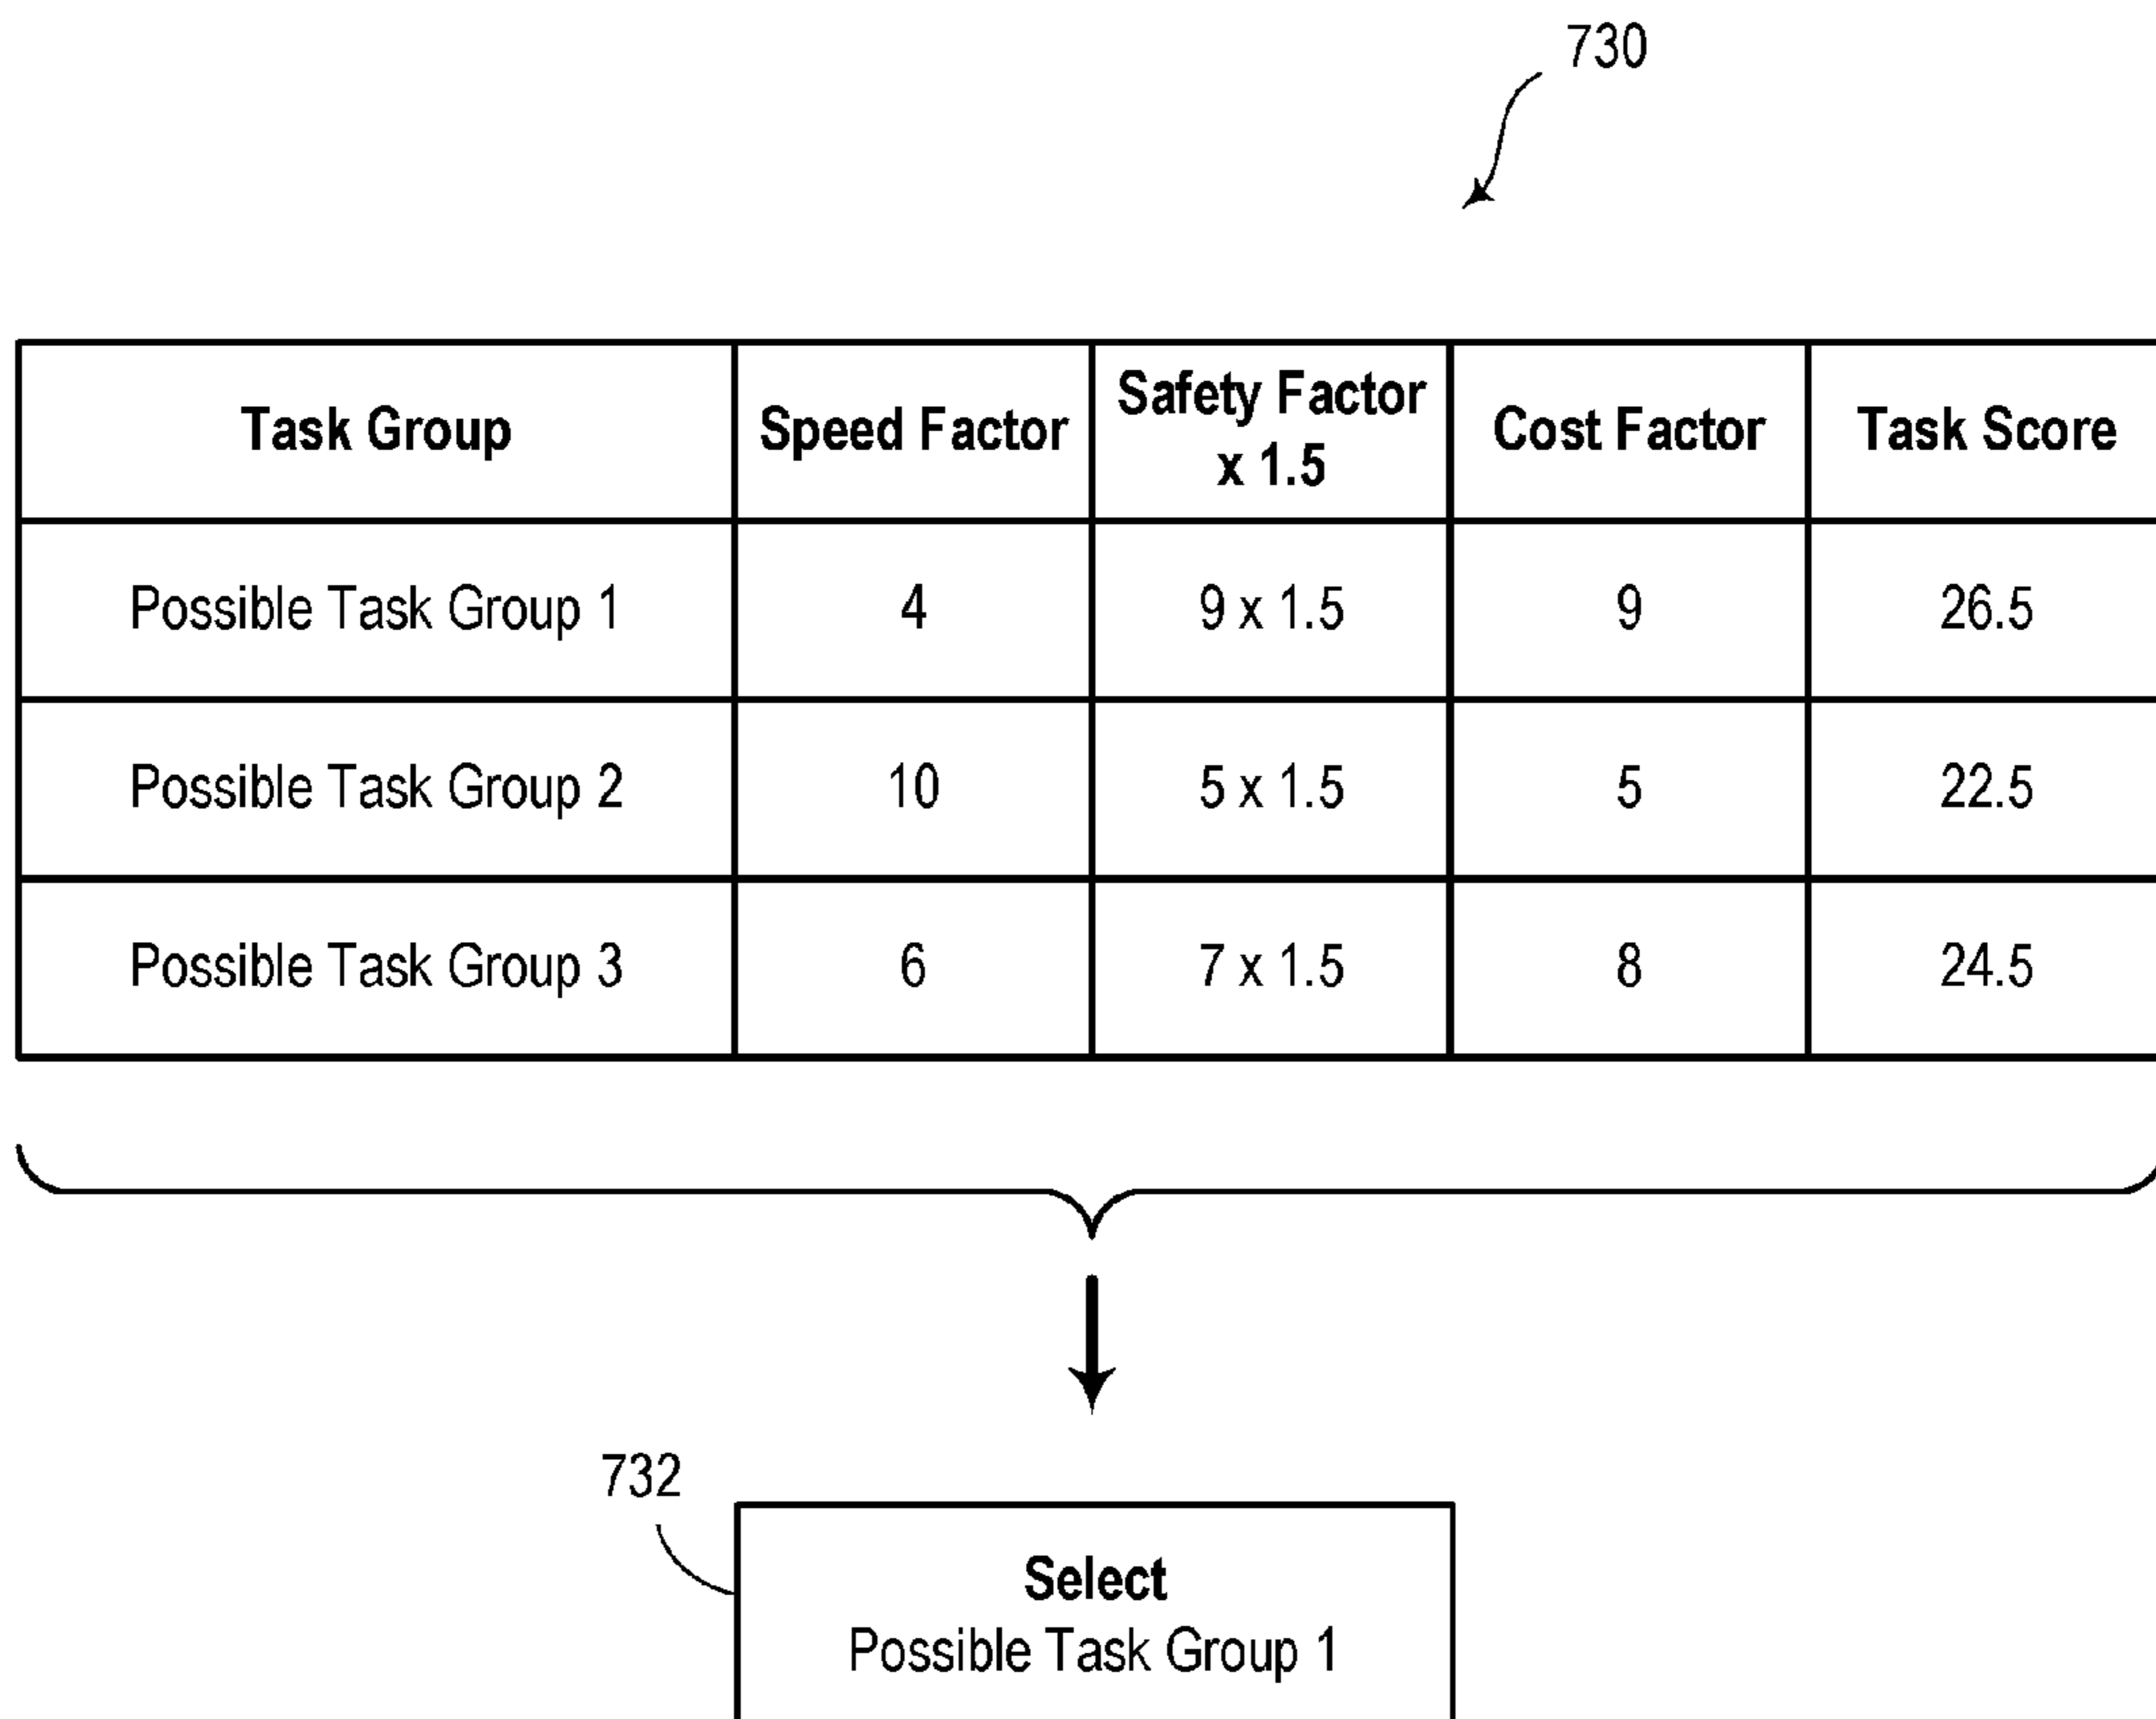 730
Task Group Speed Factor Safety Factor x 1.5 Cost Factor Task Score
Possible Task Group 1 4 9 x 1.5 9 26.5
Possible Task Group 2 10 5 x 1.5 5 22.5
Possible Task Group 3 6 7 x 1.5 8 24.5
732
Select
Possible Task Group 1